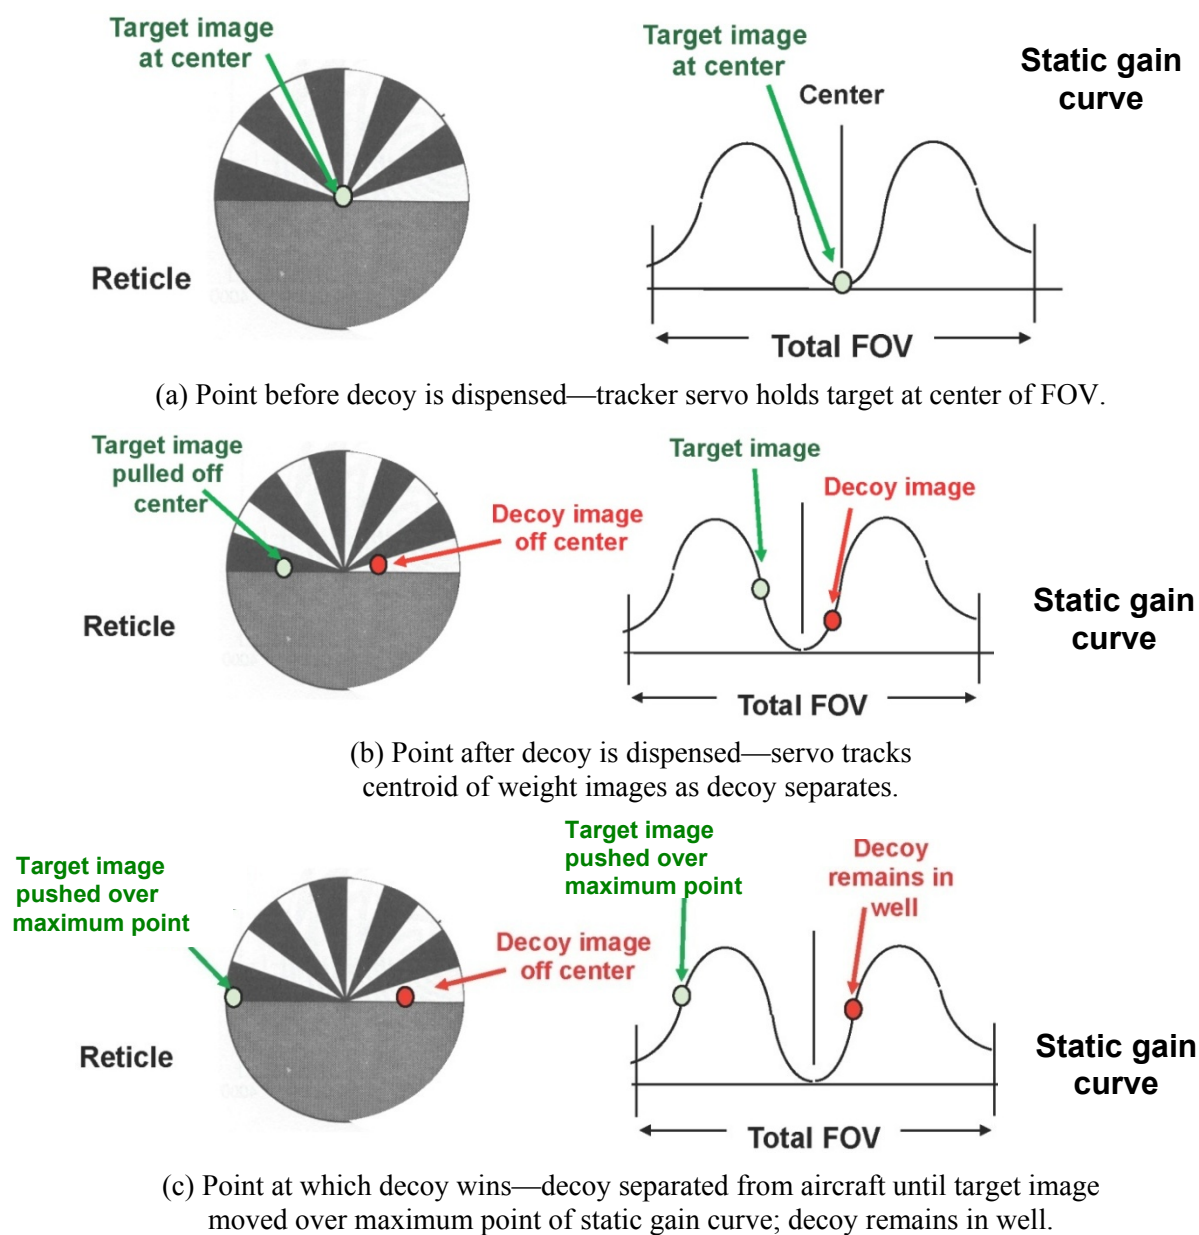 Target image
at center
Reticle
Target image
at center
Center
Static gain
curve
Total FOV
(a) Point before decoy is dispensed—tracker servo holds target at center of FOV.
Target image
pulled off
center
Decoy image
off center
Reticle
Target image
Decoy image
Static gain
curve
Total FOV
(b) Point after decoy is dispensed—servo tracks
centroid of weight images as decoy separates.
Target image
pushed over
maximum point
Decoy image
off center
Reticle
Target image
pushed over
maximum point
Decoy
remains in
well
Static gain
curve
Total FOV
(c) Point at which decoy wins—decoy separated from aircraft until target image
moved over maximum point of static gain curve; decoy remains in well.